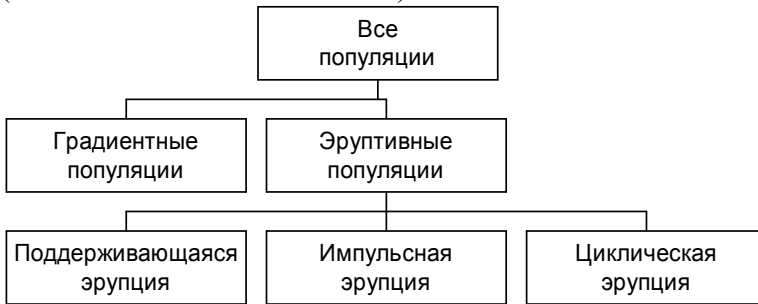 Все
популяции
Градиентные
популяции
Эруптивные
популяции
Поддерживающаяся
эрупция
Импульсная
эрупция
Циклическая
эрупция